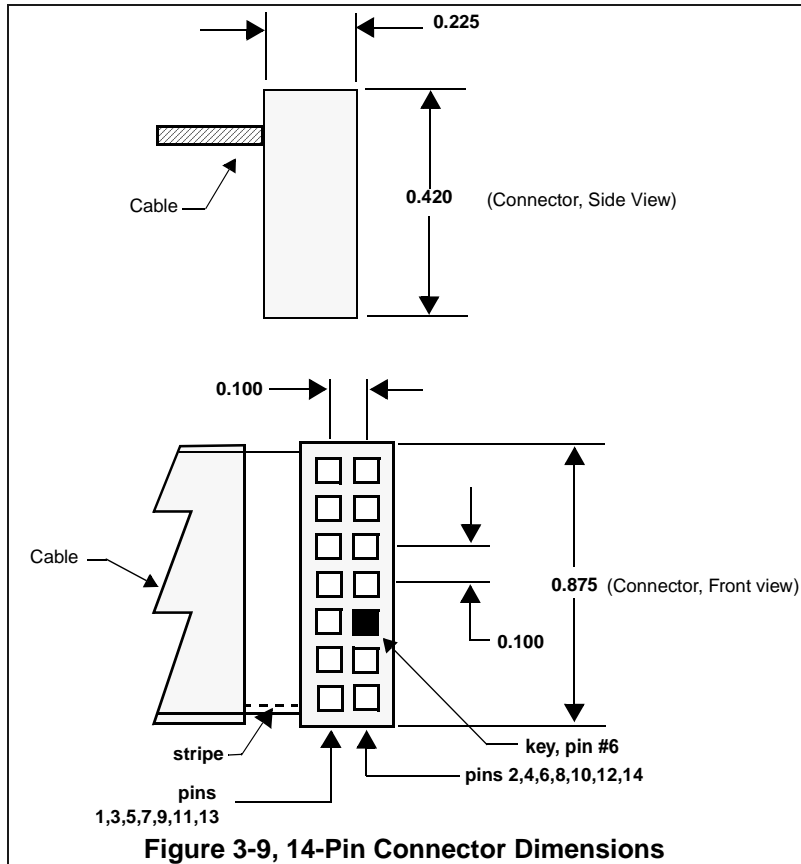 0.225
Cable
0.420
(Connector, Side View)
0.100
Cable
0.875 (Connector, Front view)
0.100
stripe
key, pin #6
pins 2,4,6,8,10,12,14
pins
1,3,5,7,9,11,13
Figure 3-9, 14-Pin Connector Dimensions